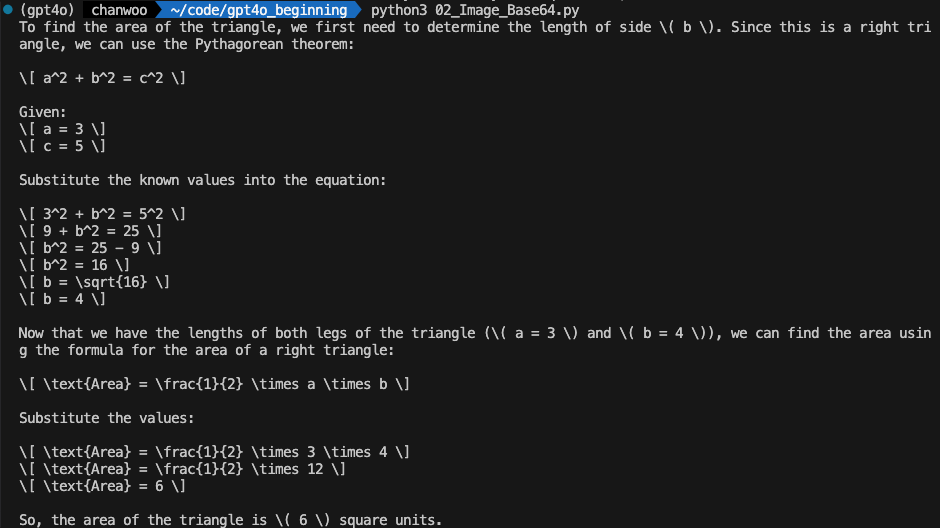 (gpt4o) chanwoo ~/code/gpt4o_beginning python3 02_Image_Base64.py
To find the area of the triangle, we first need to determine the length of side \( b \). Since this is a right tri
angle, we can use the Pythagorean theorem:
\[ a^2 + b^2 = c^2 \]
Given:
\[ a = 3 \]
\[ c = 5 \]
Substitute the known values into the equation:
\[ 3^2 + b^2 = 5^2 \]
\[ 9 + b^2 = 25 \]
\[ b^2 = 25 - 9 \]
\[ b^2 = 16 \]
\[ b = \sqrt{16} \]
\[ b = 4 \]
Now that we have the lengths of both legs of the triangle (\( a = 3 \) and \( b = 4 \)), we can find the area usin
g the formula for the area of a right triangle:
\[ \text{Area} = \frac{1}{2} \times a \times b \]
Substitute the values:
\[ \text{Area} = \frac{1}{2} \times 3 \times 4 \]
\[ \text{Area} = \frac{1}{2} \times 12 \]
\[ \text{Area} = 6 \]
So, the area of the triangle is \( 6 \) square units.